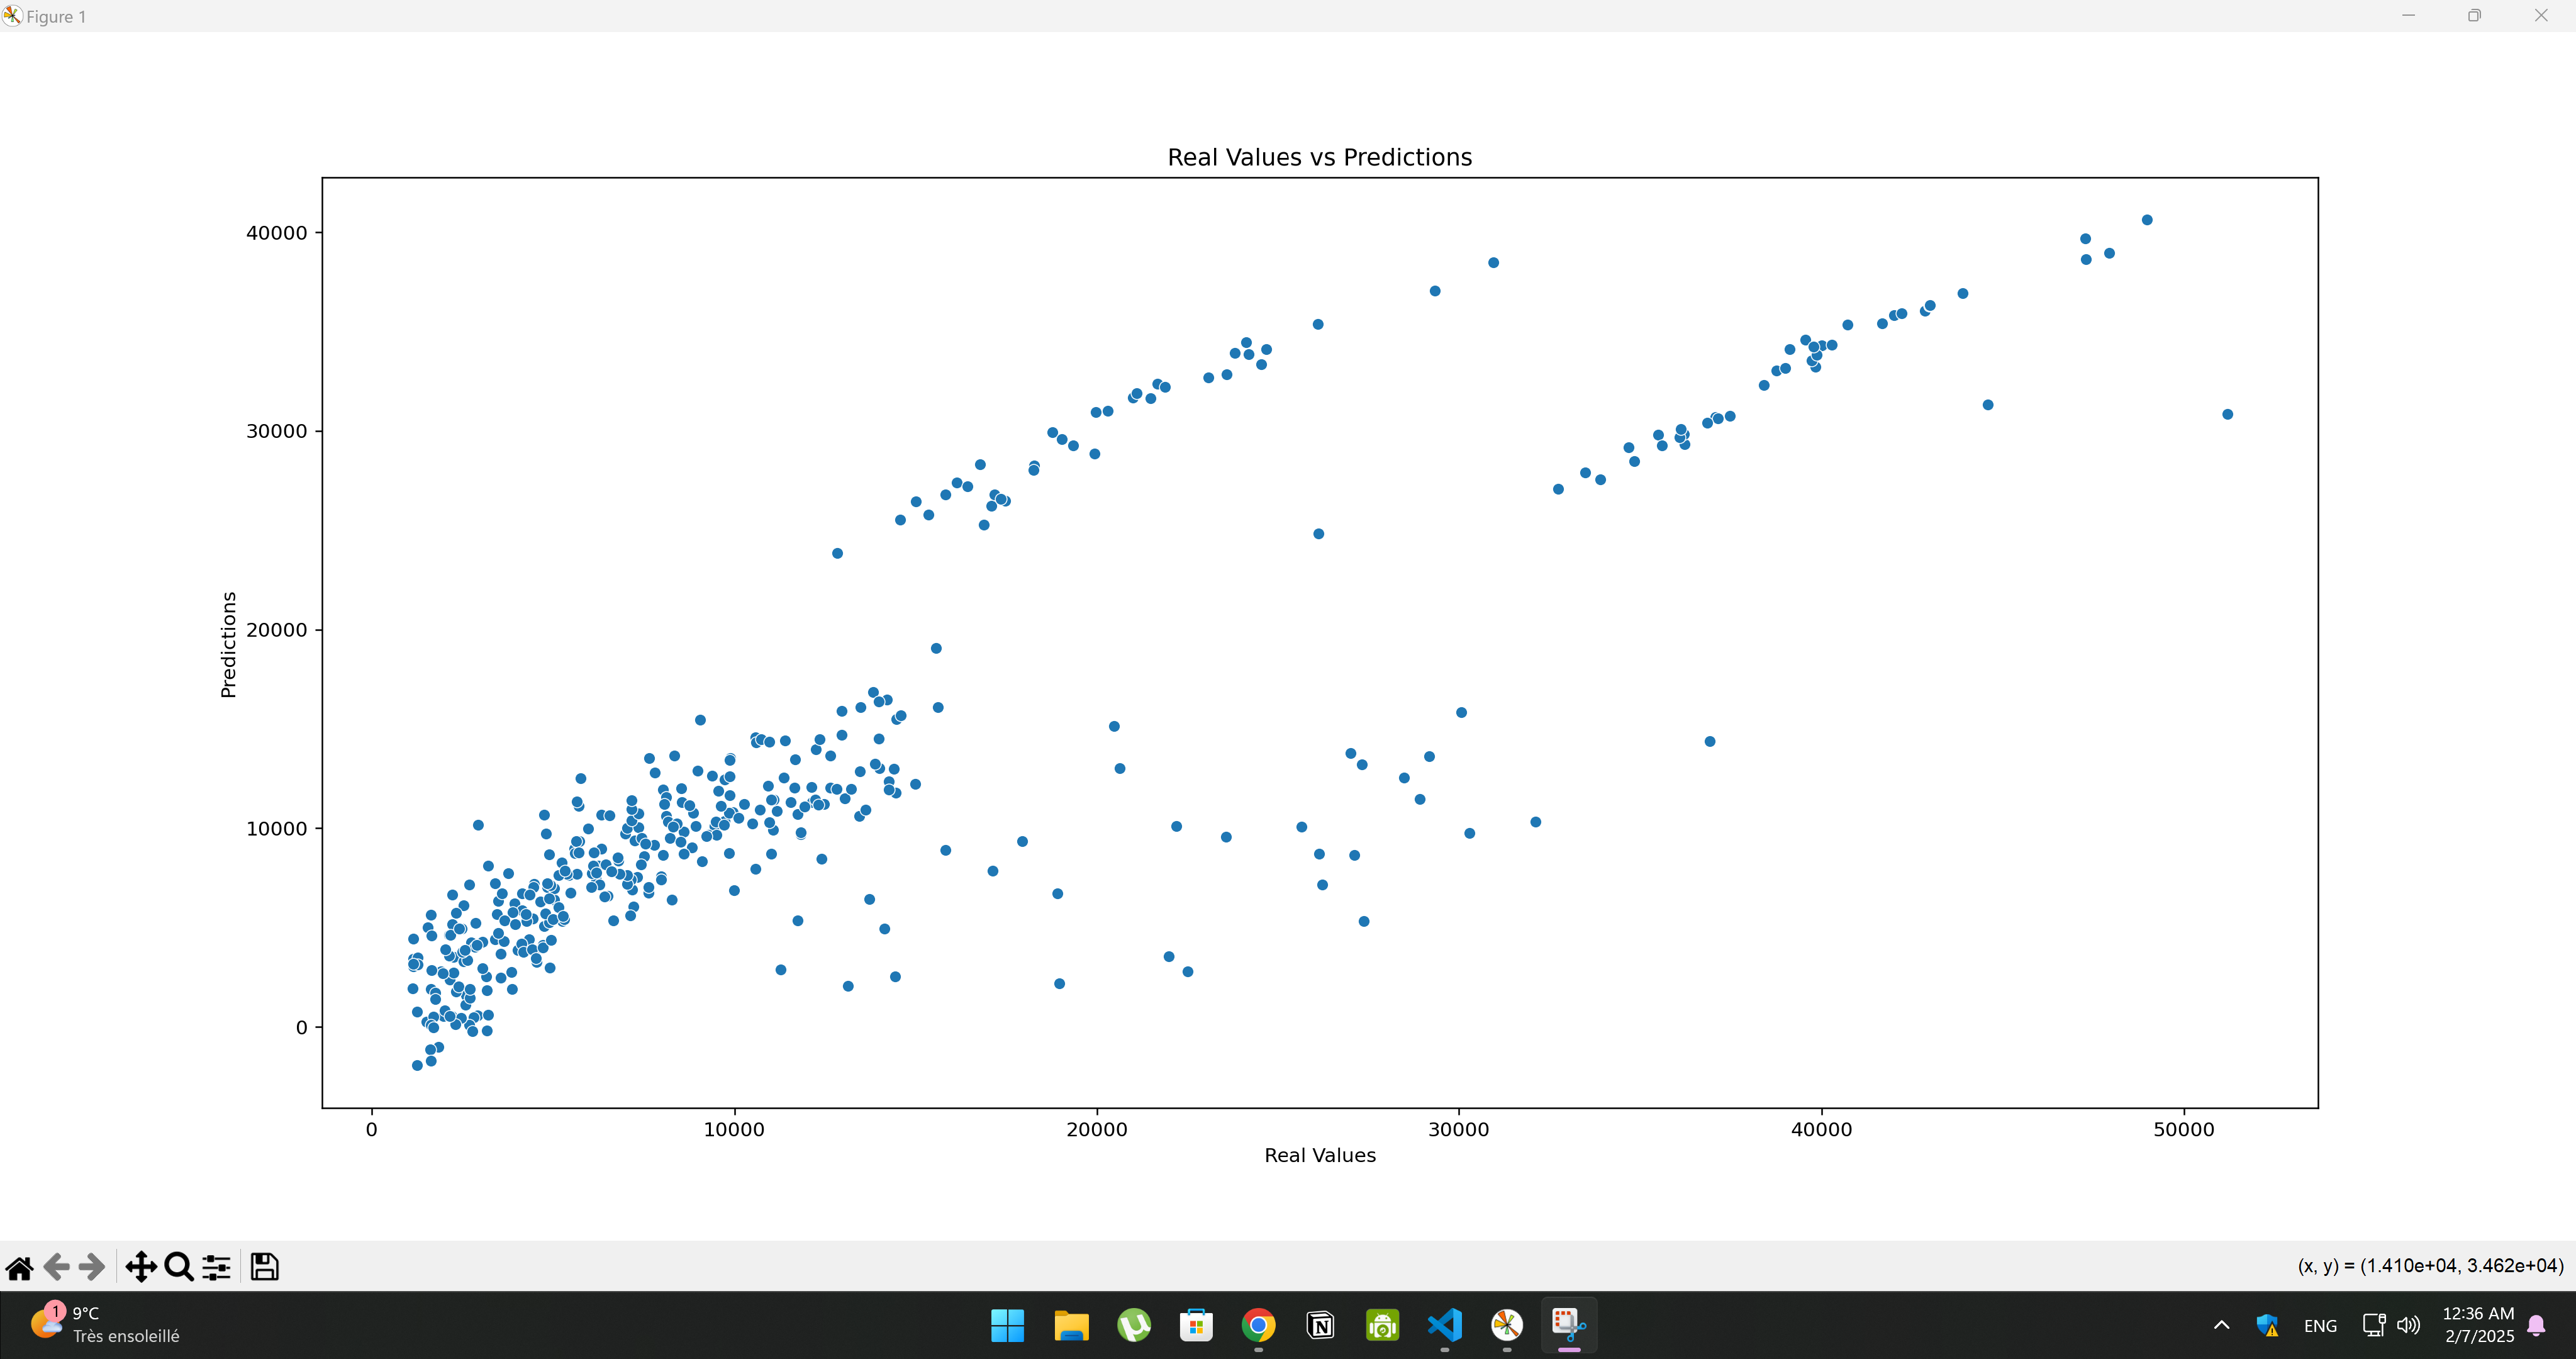 Figure 1
Real Values vs Predictions
40000
30000
20000
10000
0
Predictions
0
10000
20000
30000
40000
50000
Real Values
(x, y) = (1.410e+04, 3.462e+04)
1
9°C
Très ensoleillé
ENG
12:36 AM
2/7/2025